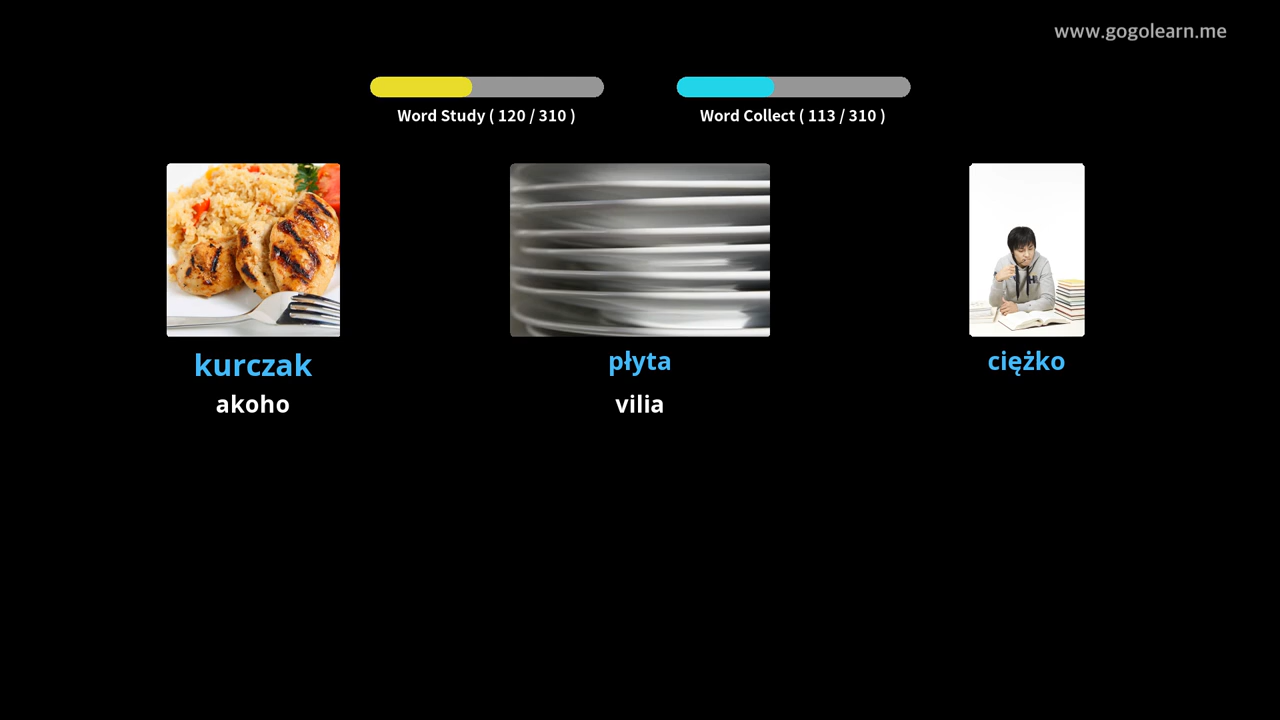 www.gogolearn.me
Word Study ( 120 / 310 )
Word Collect ( 113 / 310 )
kurczak
płyta
ciężko
akoho
vilia